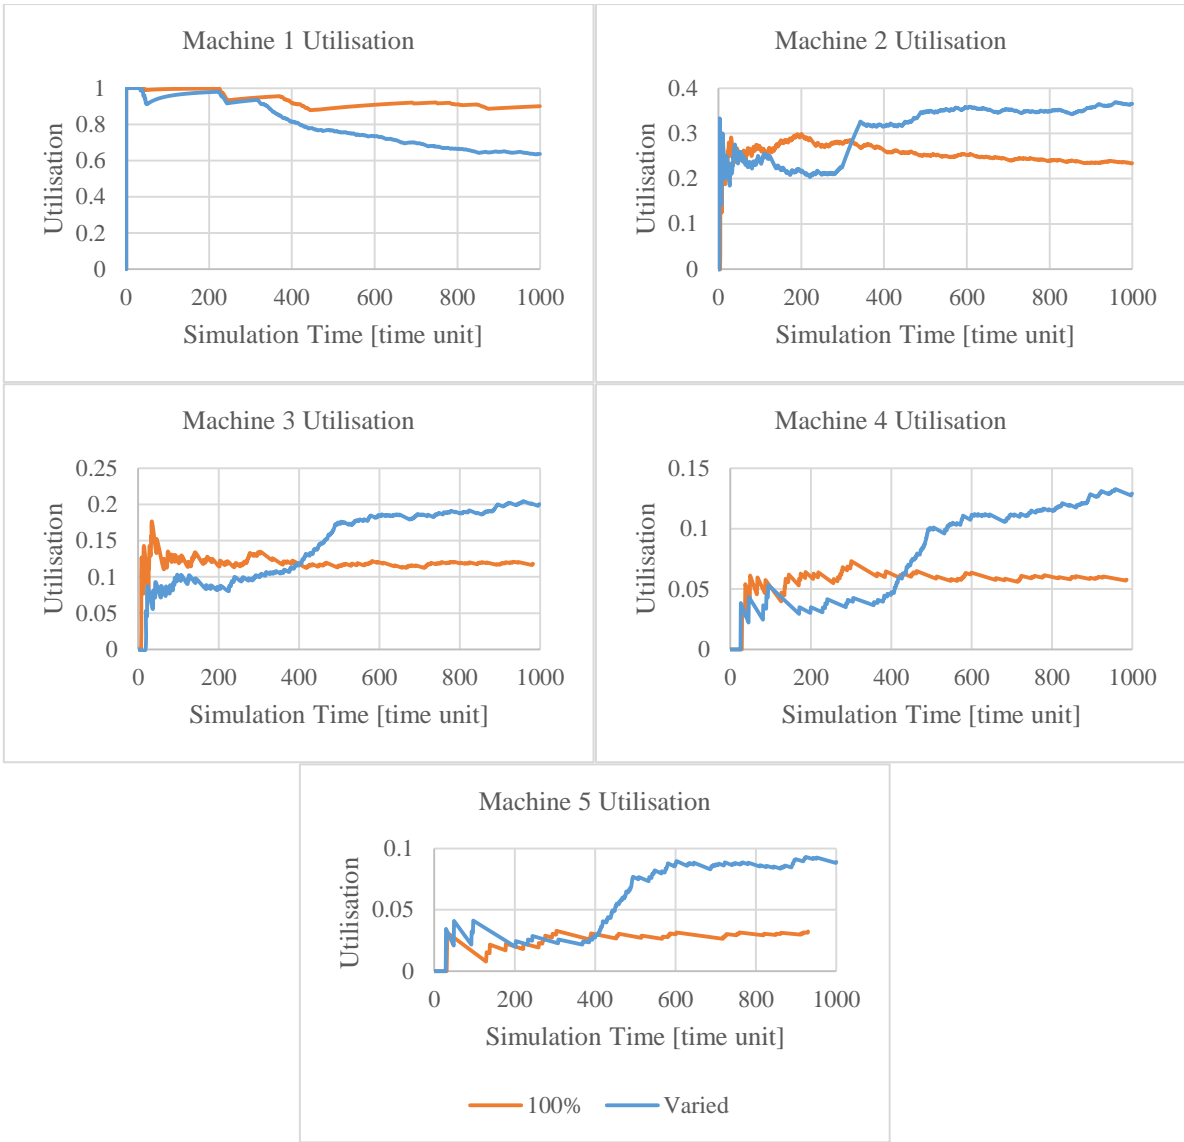 Machine 1 Utilisation
Utilisation
1
0.8
0.6
0.4
0.2
0
0 200 400 600 800 1000
Simulation Time [time unit]
Machine 2 Utilisation
Utilisation
0.4
0.3
0.2
0.1
0
0 200 400 600 800 1000
Simulation Time [time unit]
Machine 3 Utilisation
Utilisation
0.25
0.2
0.15
0.1
0.05
0
0 200 400 600 800 1000
Simulation Time [time unit]
Machine 4 Utilisation
Utilisation
0.15
0.1
0.05
0
0 200 400 600 800 1000
Simulation Time [time unit]
Machine 5 Utilisation
Utilisation
0.1
0.05
0
0 200 400 600 800 1000
Simulation Time [time unit]
100% Varied